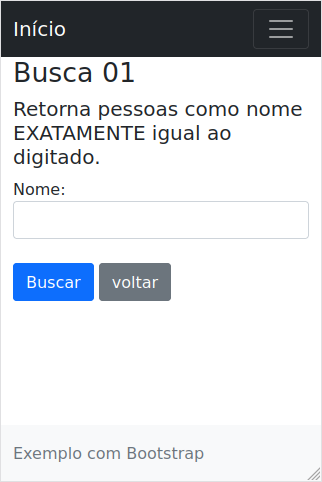 Início
Busca 01
Retorna pessoas como nome
EXATAMENTE igual ao
digitado.
Nome:
Buscar voltar
Exemplo com Bootstrap